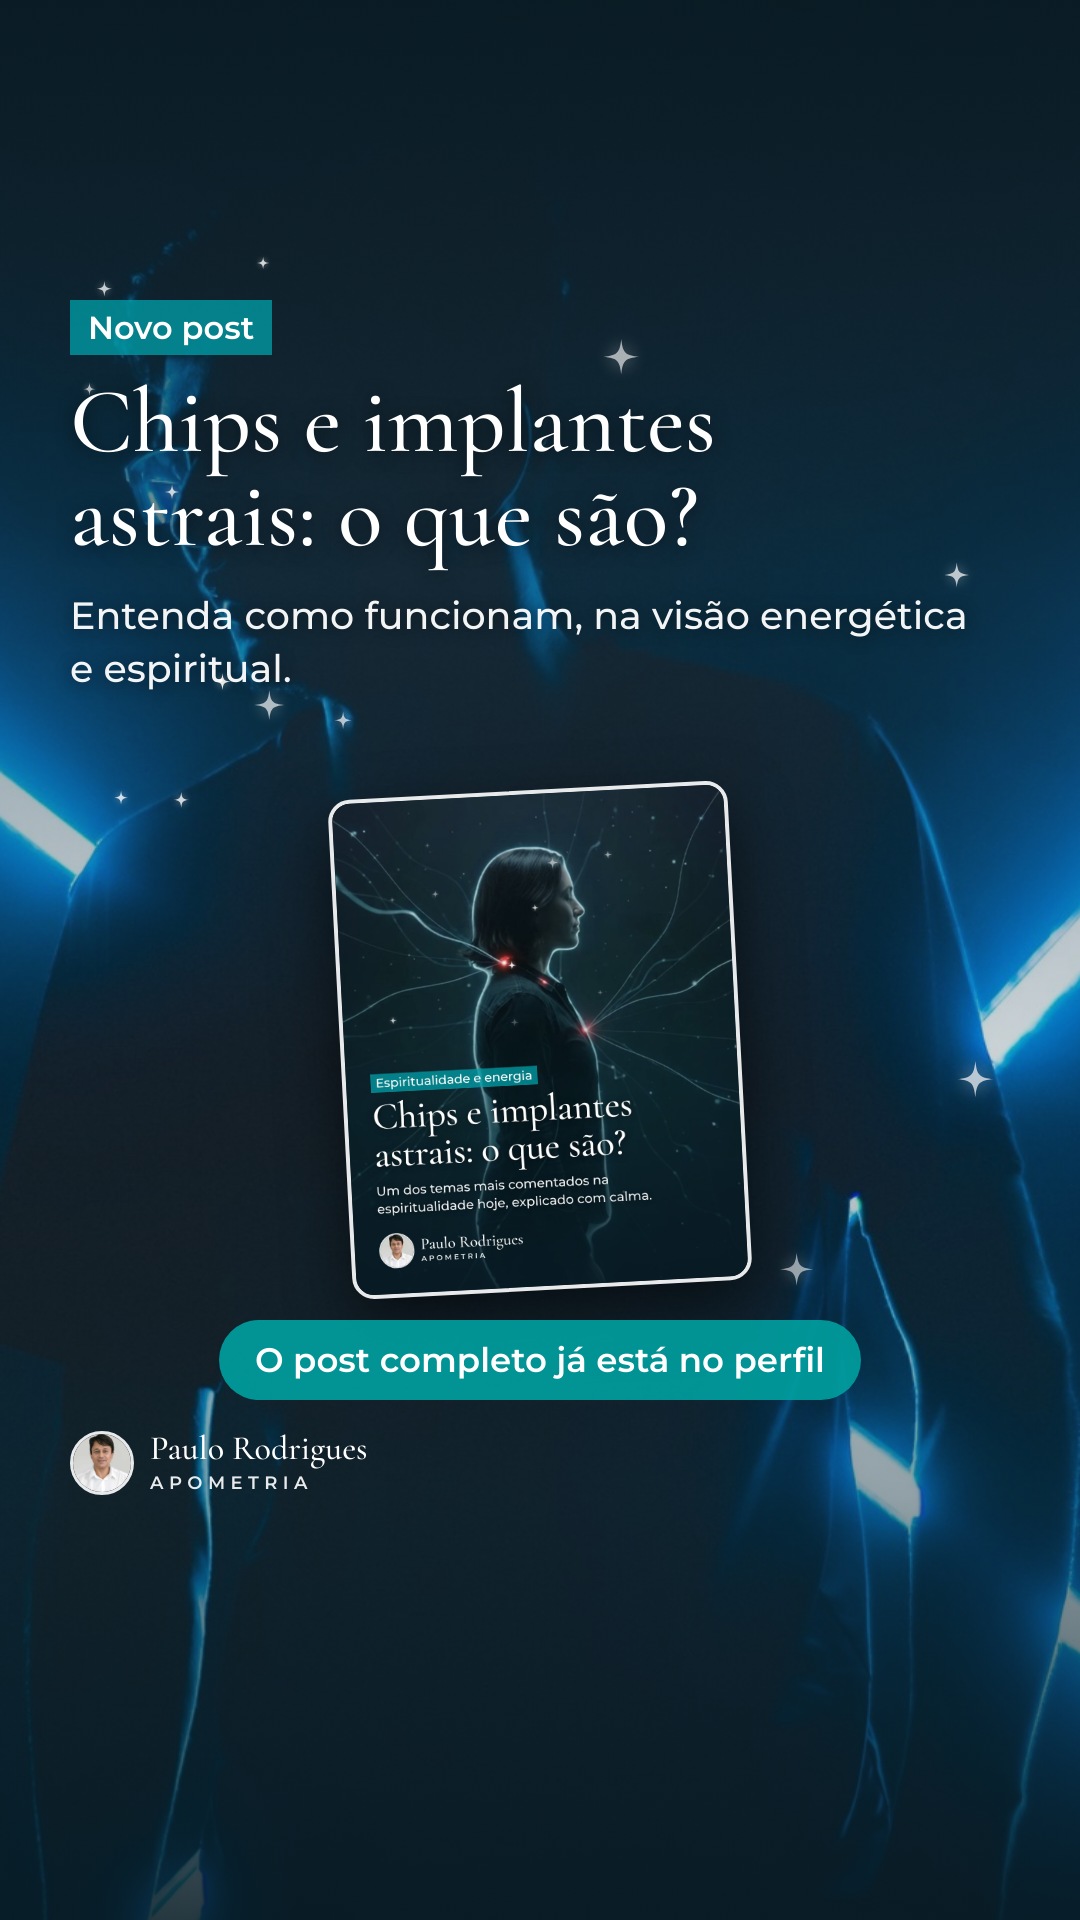 Novo post
Chips e implantes
astrais: o que são?
Entenda como funcionam, na visão energética
e espiritual.
Espiritualidade e energia
Chips e implantes
astrais: o que são?
Um dos temas mais comentados na
espiritualidade hoje, explicado com calma.
Paulo Rodrigues
APOMETRIA
O post completo já está no perfil
Paulo Rodrigues
APOMETRIA